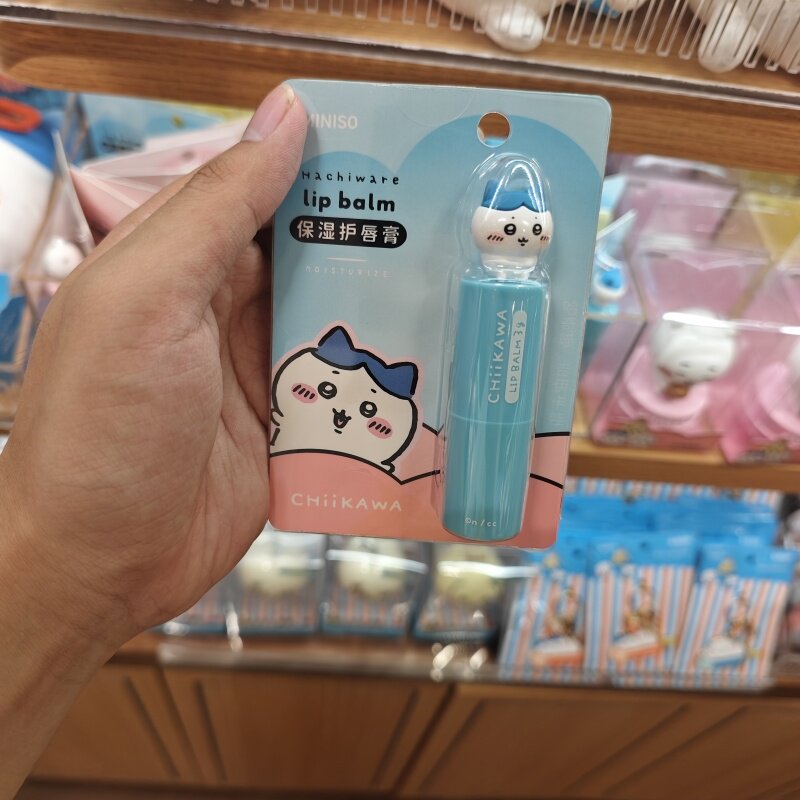 MINISO
Hachiware
lip balm
保湿护唇膏
MOISTURIZE
CHiiKAWA
LIP BALM 3g
CHiiKAWA
©n/cc